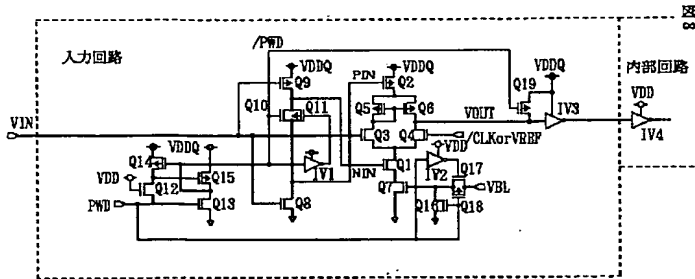 図8
入力回路
/PWD
VDDQ
Q9
PIN
VDDQ
Q2
VDDQ
Q19
内部回路
VDD
Q10
Q11
Q5
Q6
VOUT
IV3
IV4
VIN
Q3
Q4
/CLKorVREF
VDDQ
Q14
VDD
Q12
Q15
IV1
NIN
Q1
VDD
IV2
Q17
PWD
Q13
Q8
Q7
Q16
VBL
Q18